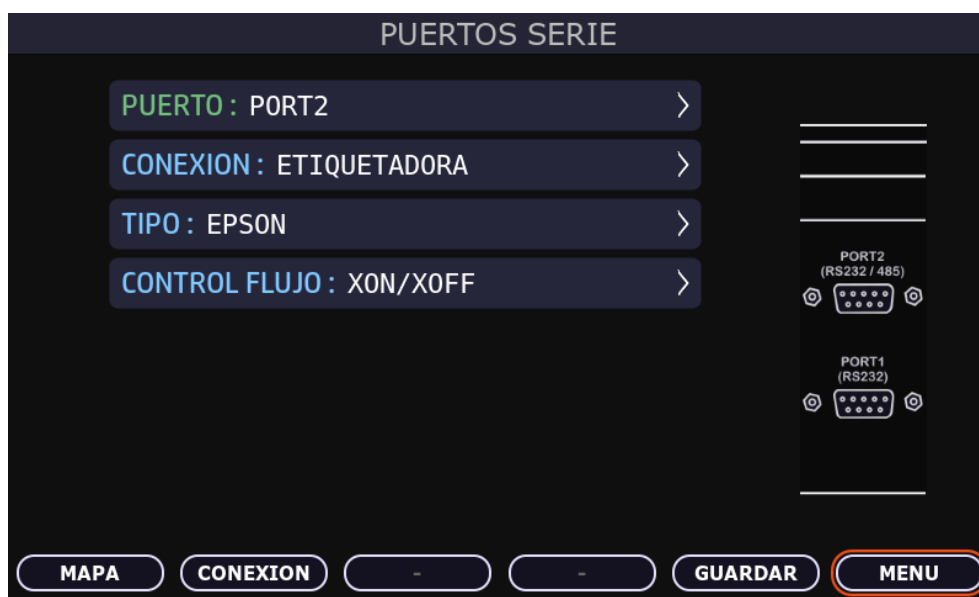 PUERTOS SERIE
PUERTO : PORT2
CONEXION : ETIQUETADORA
TIPO : EPSON
CONTROL FLUJO : XON/XOFF
PORT2
(RS232 / 485)
PORT1
(RS232)
MAPA CONEXION - - GUARDAR MENU